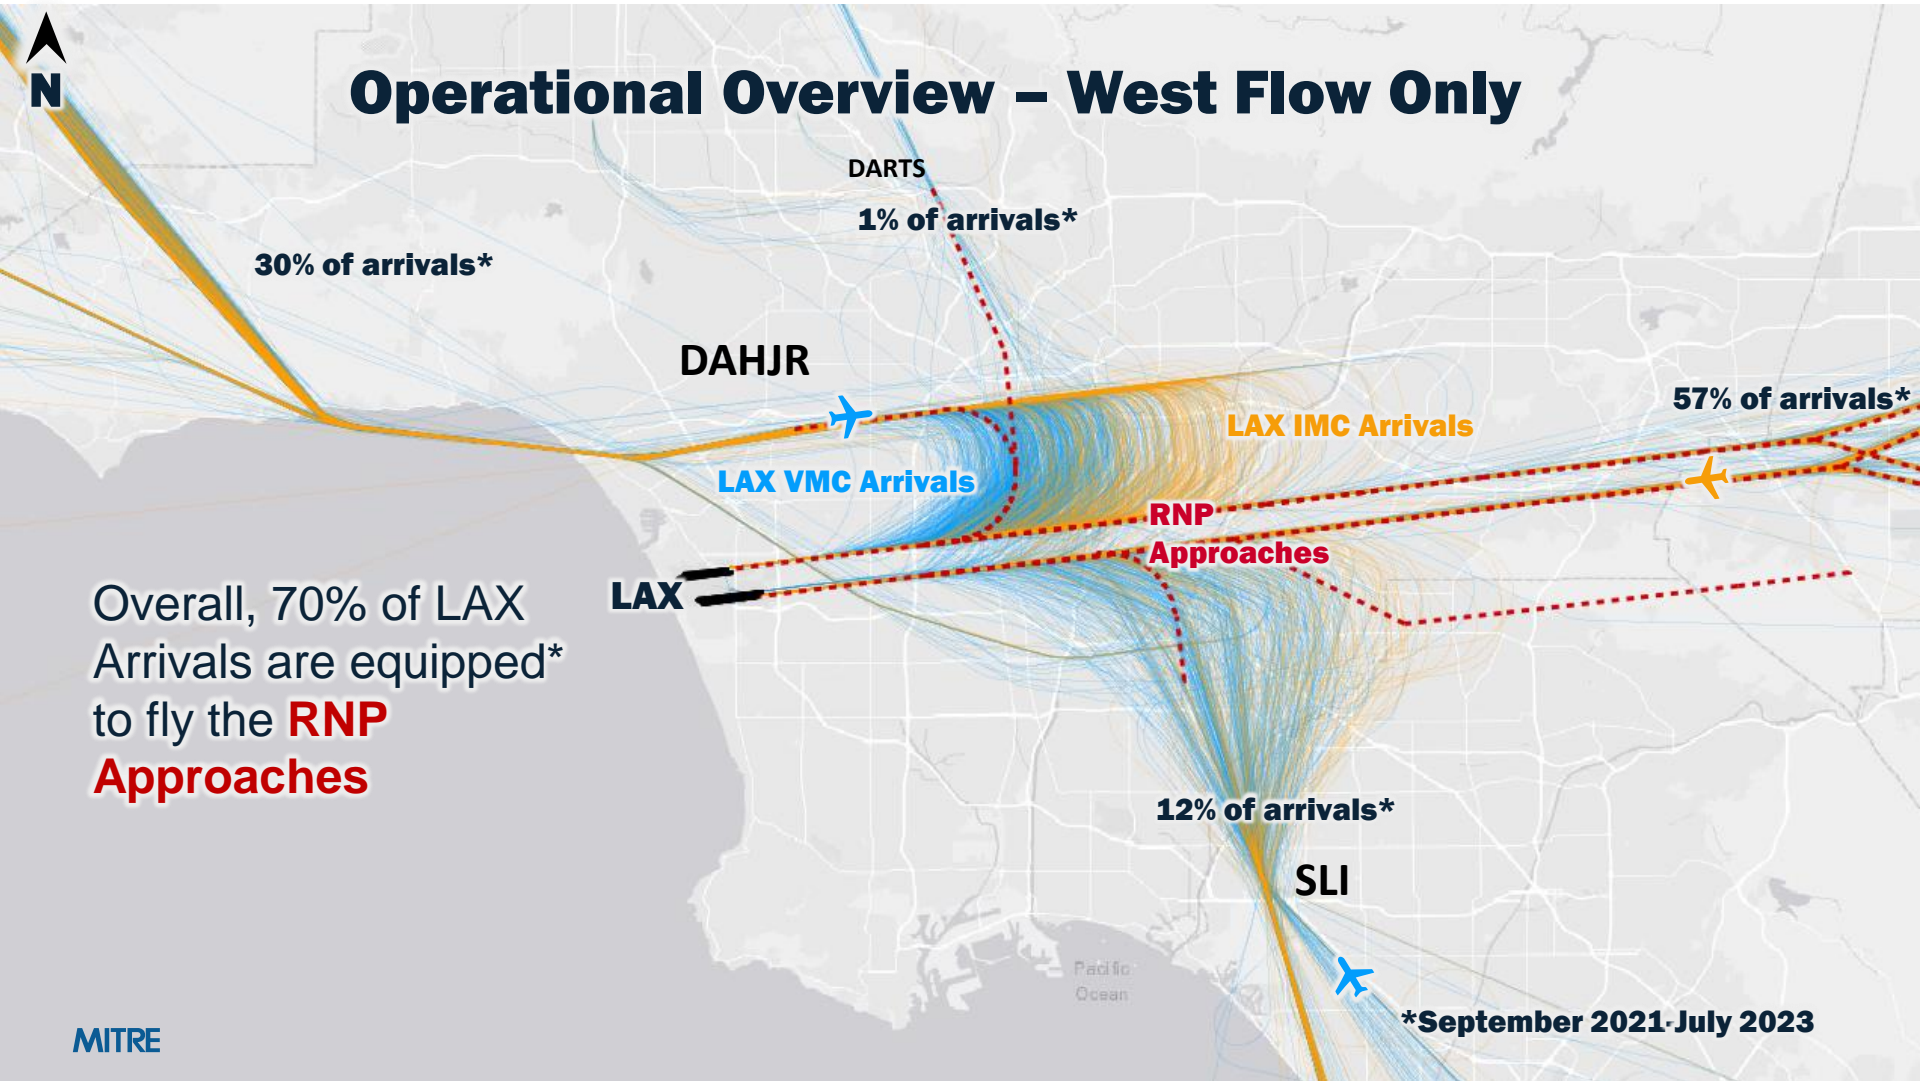 N
Operational Overview – West Flow Only
DARTS
1% of arrivals*
30% of arrivals*
DAHJR
57% of arrivals*
LAX IMC Arrivals
LAX VMC Arrivals
RNP
Approaches
LAX
Overall, 70% of LAX
Arrivals are equipped*
to fly the RNP
Approaches
12% of arrivals*
SLI
Pacific
Ocean
*September 2021-July 2023
MITRE